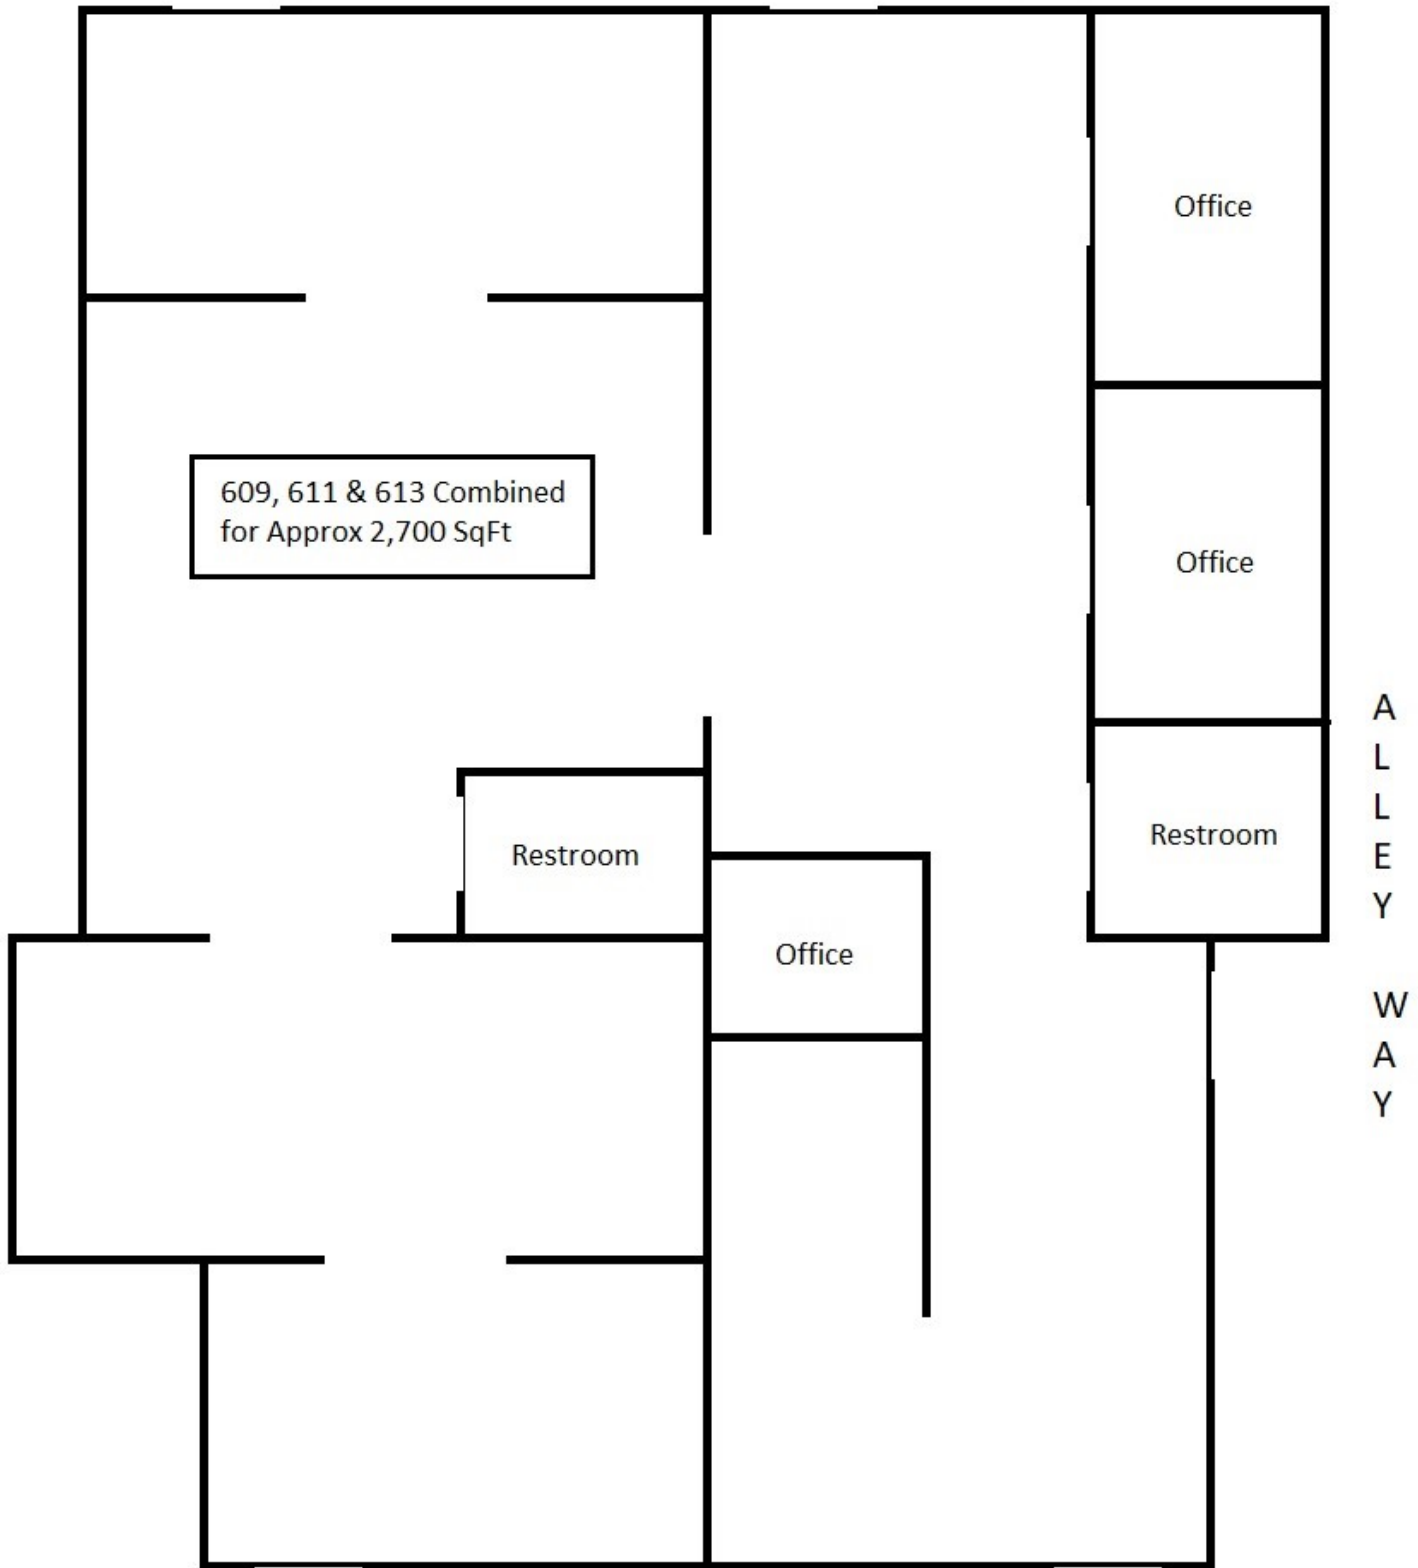 Office
609, 611 & 613 Combined
for Approx 2,700 SqFt
Office
Restroom
Restroom
Office
A
L
L
E
Y
W
A
Y